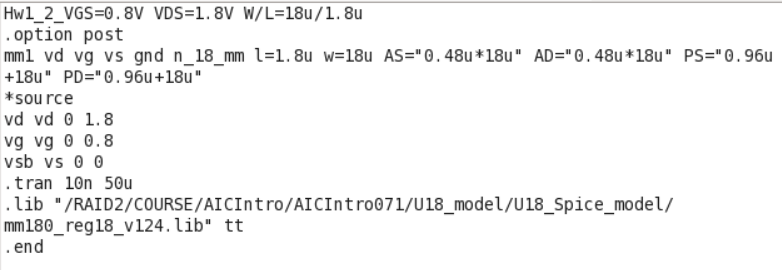 Hw1_2_VGS=0.8V VDS=1.8V W/L=18u/1.8u
.option post
mm1 vd vg vs gnd n_18_mm l=1.8u w=18u AS="0.48u*18u" AD="0.48u*18u" PS="0.96u
+18u" PD="0.96u+18u"
*source
vd vd 0 1.8
vg vg 0 0.8
vsb vs 0 0
.tran 10n 50u
.lib "/RAID2/COURSE/AICIntro/AICIntro071/U18_model/U18_Spice_model/
mm180_reg18_v124.lib" tt
.end